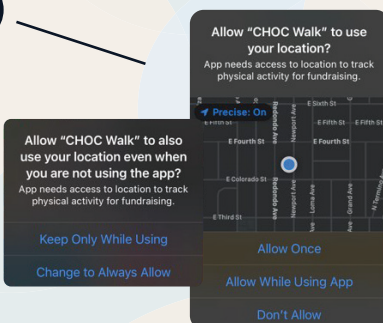 Allow “CHOC Walk” to use
your location?
App needs access to location to track
physical activity for fundraising.
Precise: On
E Sixth St
E Fifth St
E Fifth St
E Fifth St
Redondo Ave
Newport Ave
E Fourth St
E Fourth St
E Colorado St
Redondo Ave
Newport Ave
Loma Ave
Grand Ave
E Third St
Allow Once
Allow While Using App
Don't Allow
Allow “CHOC Walk” to also
use your location even when
you are not using the app?
App needs access to location to track
physical activity for fundraising.
Keep Only While Using
Change to Always Allow